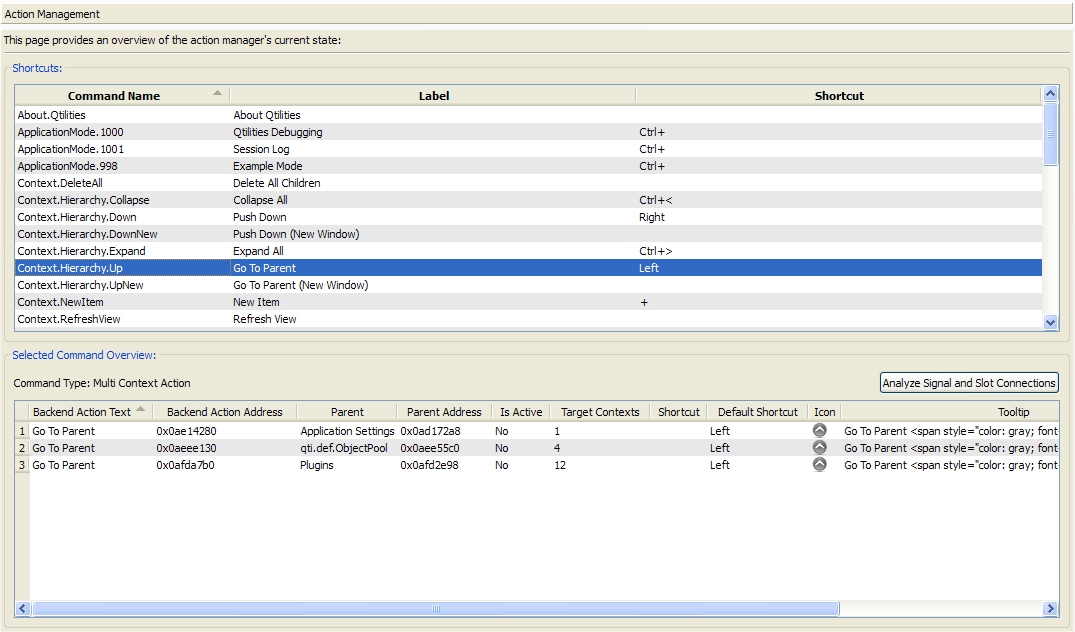 Action Management
This page provides an overview of the action manager's current state:
Shortcuts:
Command Name Label Shortcut
About.Qtilities About Qtilities
ApplicationMode.1000 Qtilities Debugging Ctrl+
ApplicationMode.1001 Session Log Ctrl+
ApplicationMode.998 Example Mode Ctrl+
Context.DeleteAll Delete All Children
Context.Hierarchy.Collapse Collapse All Ctrl+<
Context.Hierarchy.Down Push Down Right
Context.Hierarchy.DownNew Push Down (New Window)
Context.Hierarchy.Expand Expand All Ctrl+>
Context.Hierarchy.Up Go To Parent Left
Context.Hierarchy.UpNew Go To Parent (New Window)
Context.NewItem New Item +
Context.RefreshView Refresh View
Selected Command Overview:
Command Type: Multi Context Action Analyze Signal and Slot Connections
Backend Action Text Backend Action Address Parent Parent Address Is Active Target Contexts Shortcut Default Shortcut Icon Tooltip
1 Go To Parent 0x0ae14280 Application Settings 0x0ad172a8 No 1 Left Go To Parent <span style="color: gray; font-
2 Go To Parent 0x0aeee130 qti.def.ObjectPool 0x0aee55c0 No 4 Left Go To Parent <span style="color: gray; font-
3 Go To Parent 0x0afda7b0 Plugins 0x0afd2e98 No 12 Left Go To Parent <span style="color: gray; font-